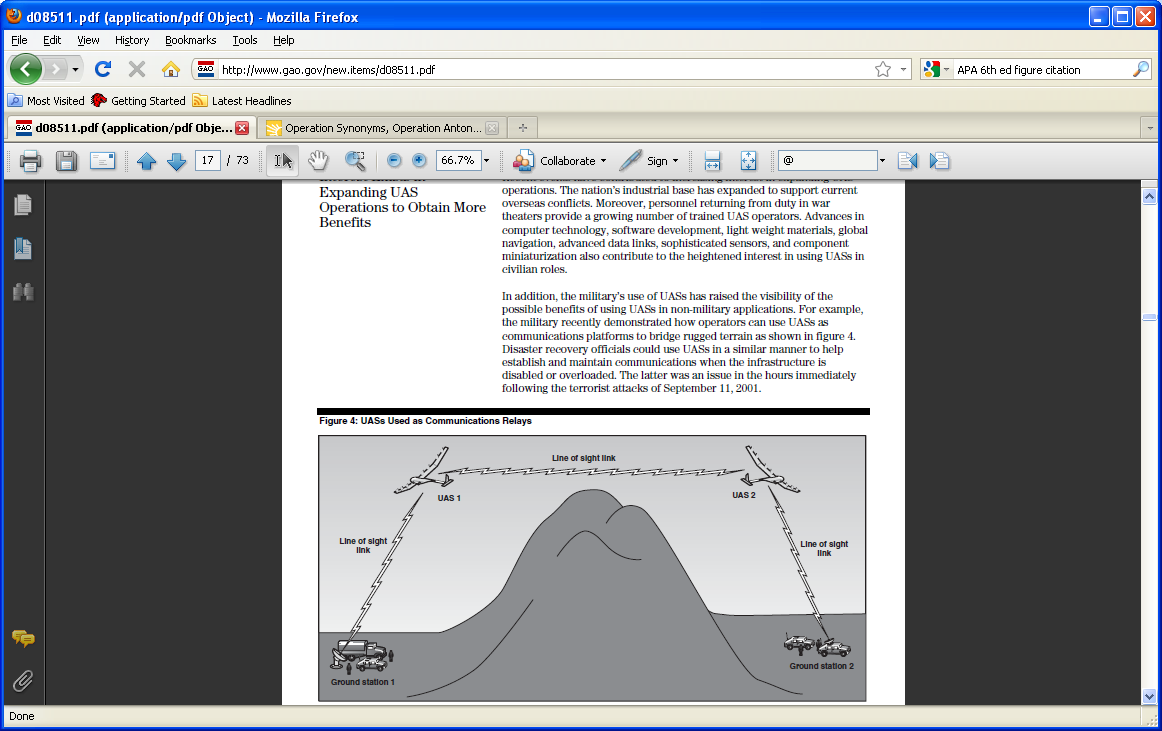 d08511.pdf (application/pdf Object) - Mozilla Firefox
File Edit View History Bookmarks Tools Help
GAO http://www.gao.gov/new.items/d08511.pdf
APA 6th ed figure citation
Most Visited Getting Started Latest Headlines
GAO d08511.pdf (application/pdf Obje...
Operation Synonyms, Operation Anton...
17 / 73
66.7%
Collaborate
Sign
@
Expanding UAS
Operations to Obtain More
Benefits
operations. The nation's industrial base has expanded to support current
overseas conflicts. Moreover, personnel returning from duty in war
theaters provide a growing number of trained UAS operators. Advances in
computer technology, software development, light weight materials, global
navigation, advanced data links, sophisticated sensors, and component
miniaturization also contribute to the heightened interest in using UASs in
civilian roles.
In addition, the military's use of UASs has raised the visibility of the
possible benefits of using UASs in non-military applications. For example,
the military recently demonstrated how operators can use UASs as
communications platforms to bridge rugged terrain as shown in figure 4.
Disaster recovery officials could use UASs in a similar manner to help
establish and maintain communications when the infrastructure is
disabled or overloaded. The latter was an issue in the hours immediately
following the terrorist attacks of September 11, 2001.
Figure 4: UASs Used as Communications Relays
Line of sight link
UAS 1
UAS 2
Line of sight
link
Line of sight
link
Ground station 1
Ground station 2
Done